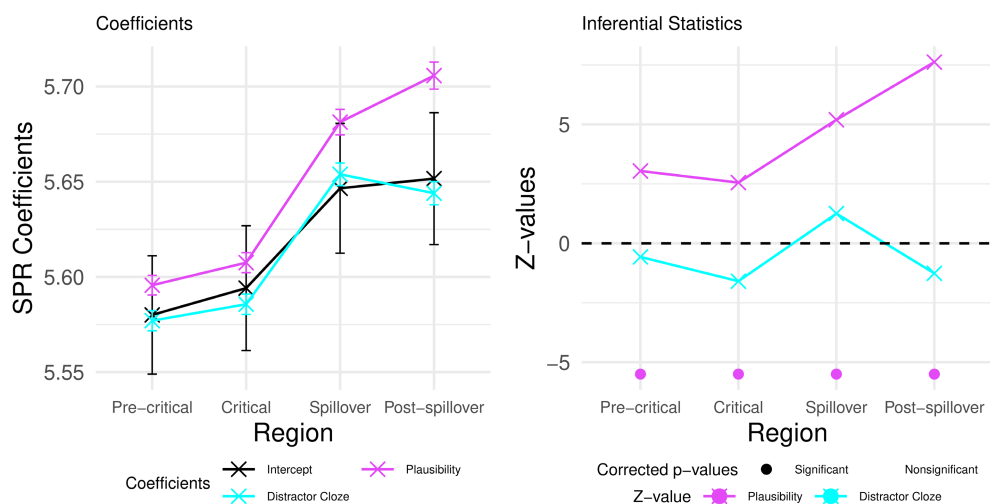 Coefficients
SPR Coefficients
5.70
5.65
5.60
5.55
Pre−critical Critical Spillover Post−spillover
Region
Coefficients
Intercept Plausibility
Distractor Cloze
Inferential Statistics
Z−values
5
0
−5
Pre−critical Critical Spillover Post−spillover
Region
Corrected p−values Significant Nonsignificant
Z−value Plausibility Distractor Cloze